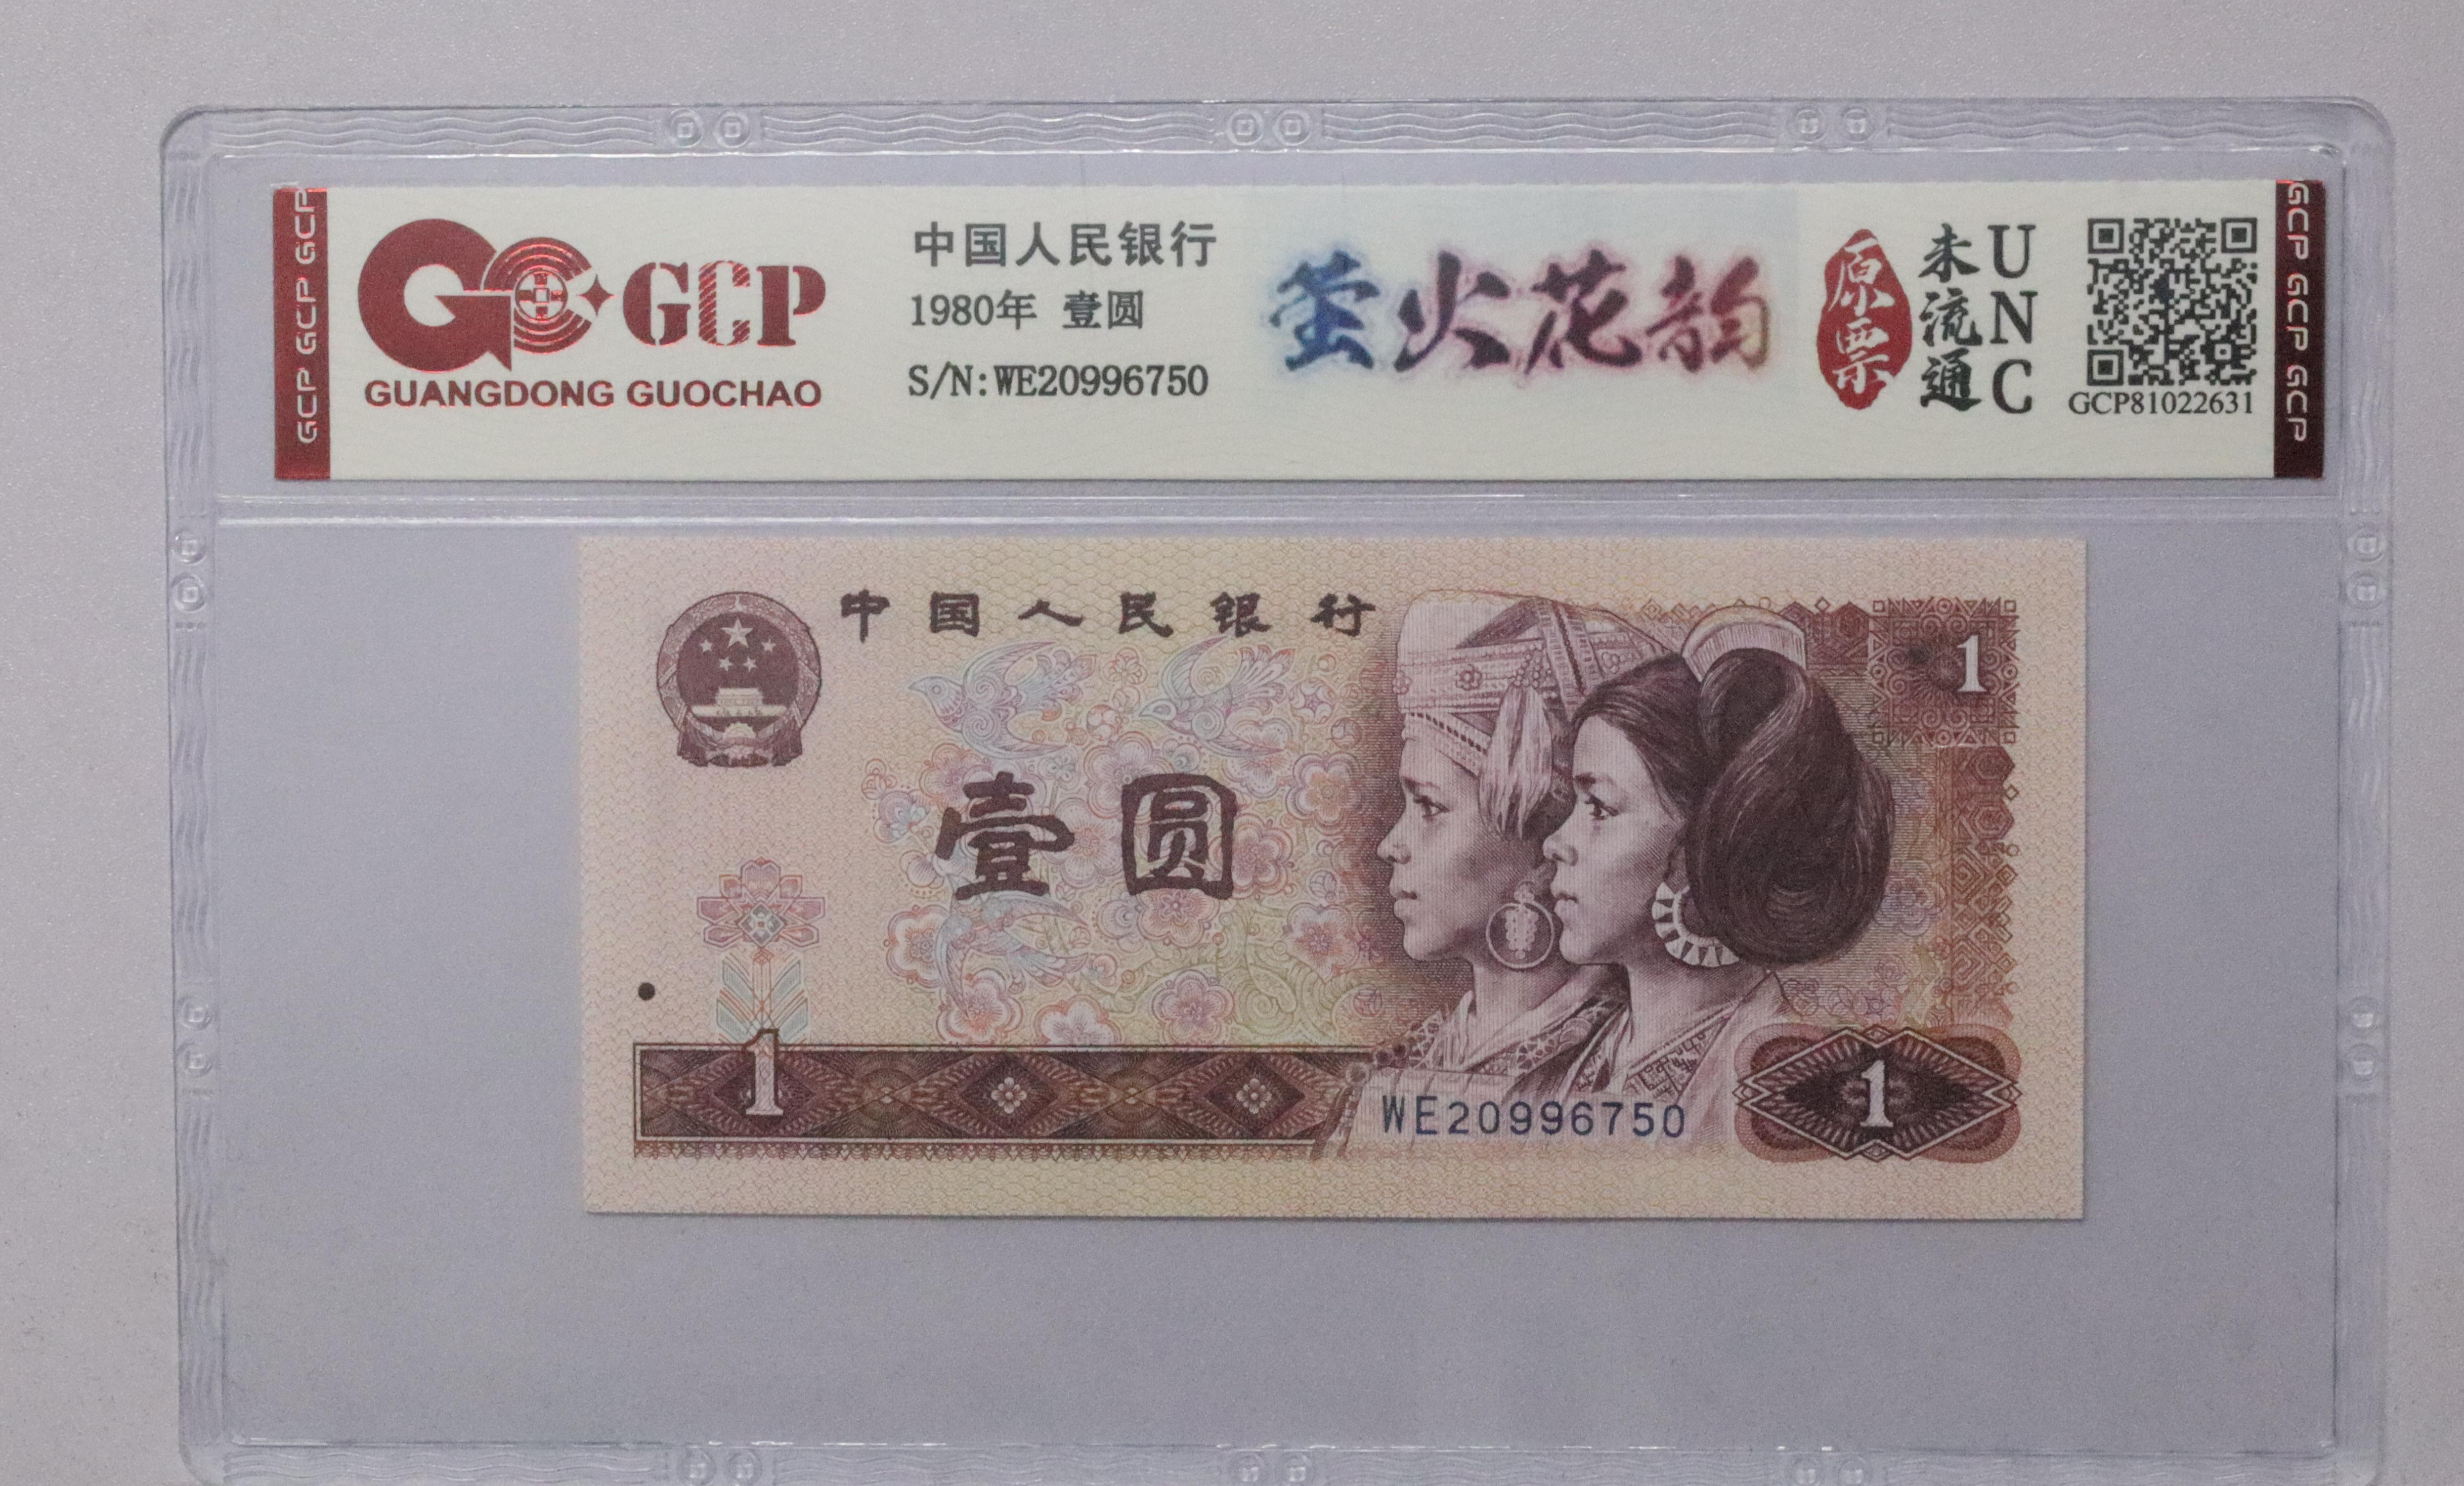 GCP GCP GCP
GCP
GUANGDONG GUOCHAO
中国人民银行
1980年 壹圆
S/N:WE20996750
萤火花韵
原票
未流通
UNC
GCP81022631
GCP GCP GCP
中国人民银行
1
壹圆
1
WE20996750
1